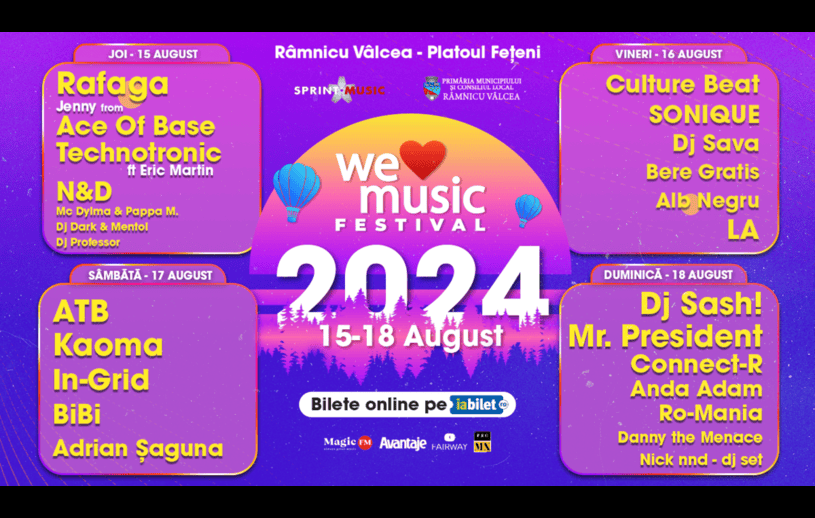 Râmnicu Vâlcea - Platoul Fețeni
SPRINT MUSIC
PRIMĂRIA MUNICIPIULUI
ȘI CONSILIUL LOCAL
RÂMNICU VÂLCEA
JOI - 15 AUGUST
Rafaga
Jenny from
Ace Of Base
Technotronic
ft Eric Martin
N&D
Mc Dylma & Pappa M.
Dj Dark & Mentol
Dj Professor
VINERI - 16 AUGUST
Culture Beat
SONIQUE
Dj Sava
Bere Gratis
Alb Negru
LA
we
music
FESTIVAL
2024
15-18 August
SÂMBĂTĂ - 17 AUGUST
ATB
Kaoma
In-Grid
BiBi
Adrian Șaguna
DUMINICĂ - 18 AUGUST
Dj Sash!
Mr. President
Connect-R
Anda Adam
Ro-Mania
Danny the Menace
Nick nnd - dj set
Bilete online pe iabilet
Magic FM
Avantaje
FAIRWAY
MX